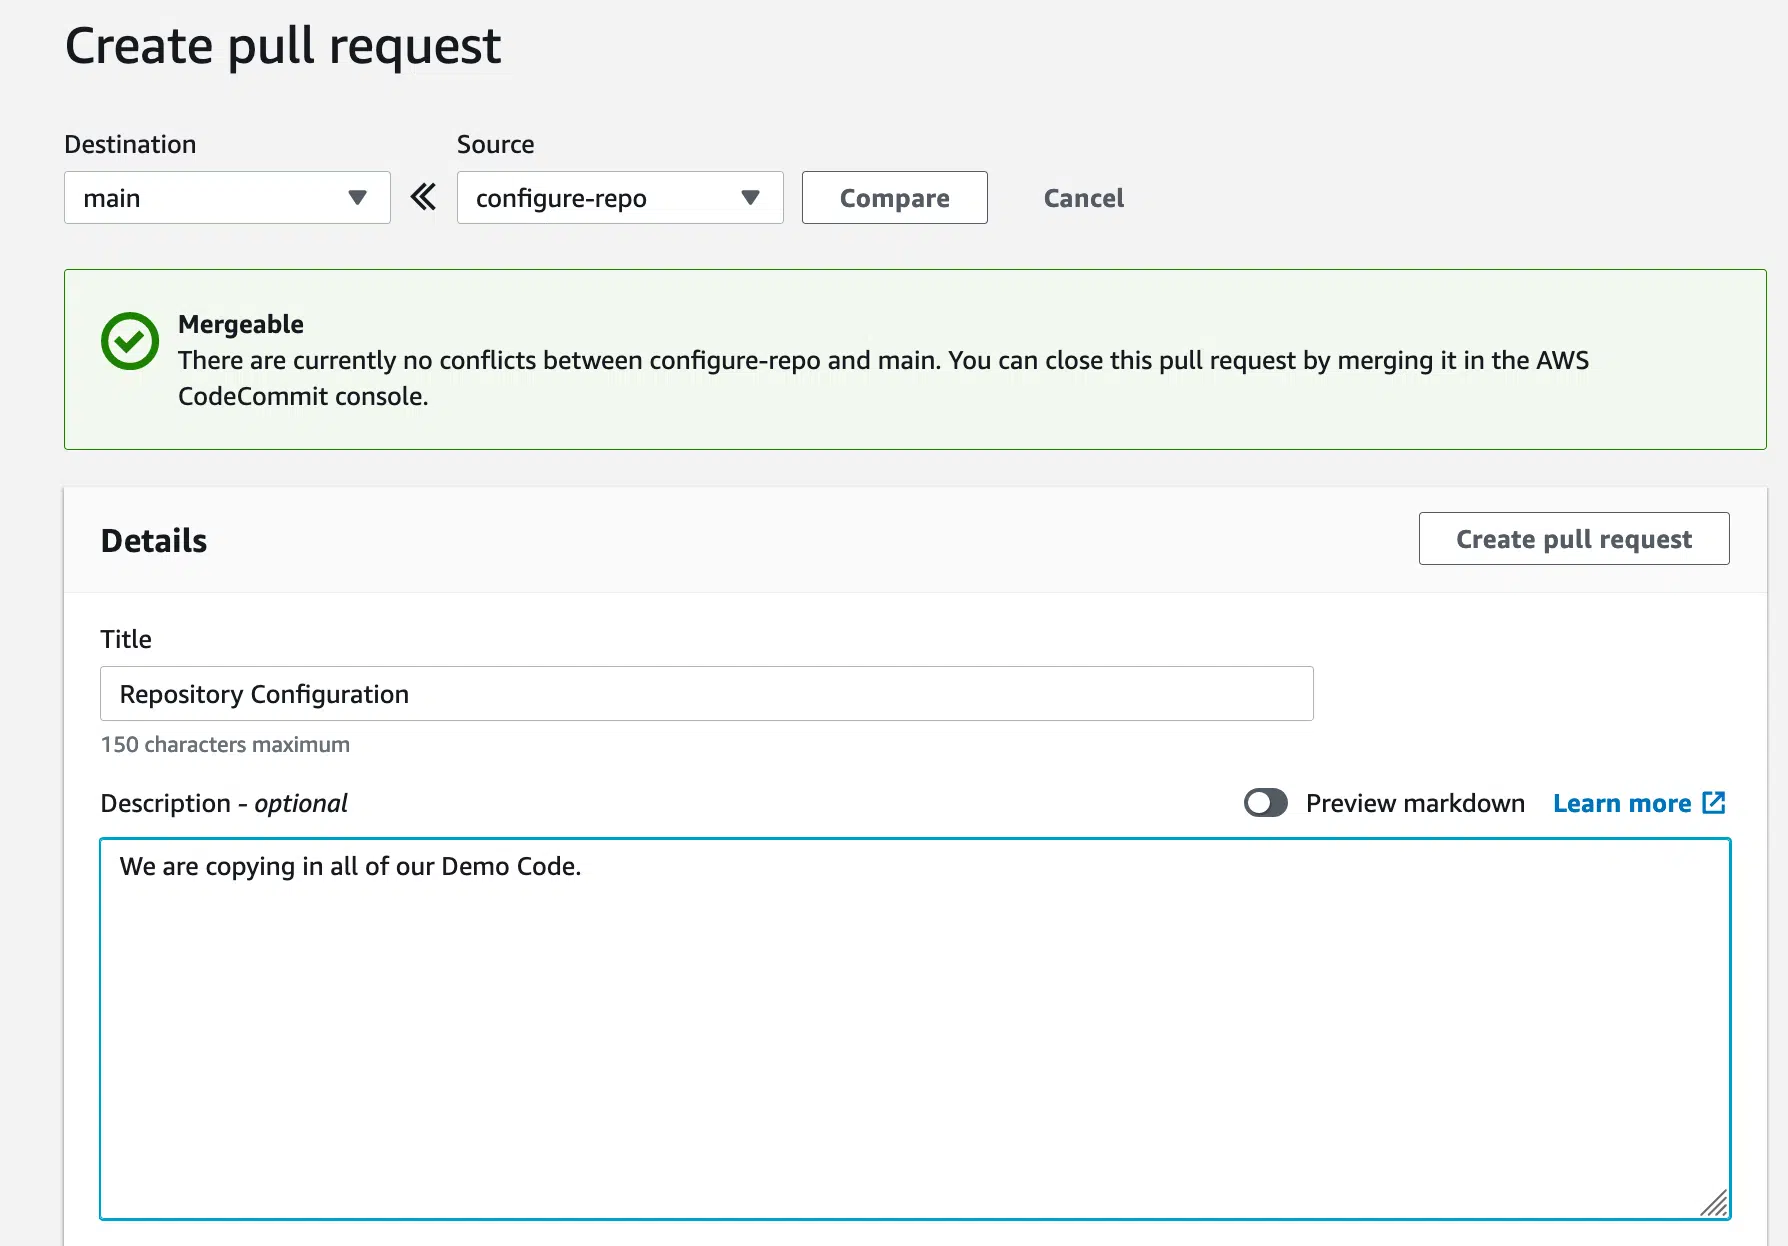 Create pull request
Destination
Source
main
configure-repo
Compare
Cancel
Mergeable
There are currently no conflicts between configure-repo and main. You can close this pull request by merging it in the AWS
CodeCommit console.
Details
Create pull request
Title
Repository Configuration
150 characters maximum
Description - optional
Preview markdown
Learn more
We are copying in all of our Demo Code.